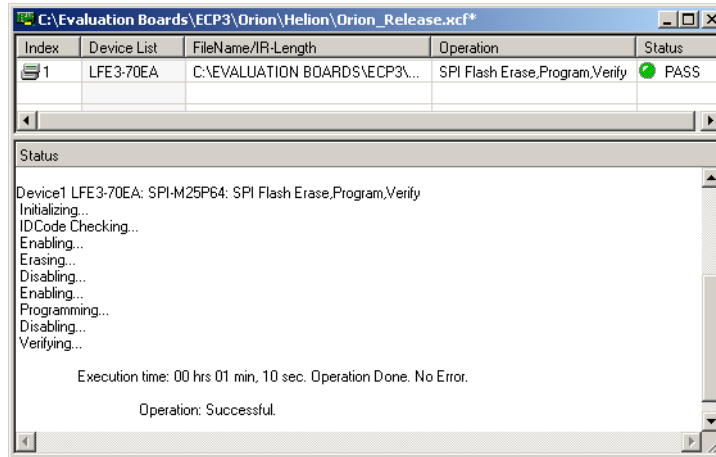 C:\Evaluation Boards\ECP3\Orion\Helion\Orion_Release.xcf*
Index Device List FileName/IR-Length Operation Status
1 LFE3-70EA C:\EVALUATION BOARDS\ECP3\... SPI Flash Erase,Program,Verify PASS
Status
Device1 LFE3-70EA: SPI-M25P64: SPI Flash Erase,Program,Verify
Initializing...
IDCode Checking...
Enabling...
Erasing...
Disabling...
Enabling...
Programming...
Disabling...
Verifying...
Execution time: 00 hrs 01 min, 10 sec. Operation Done. No Error.
Operation: Successful.